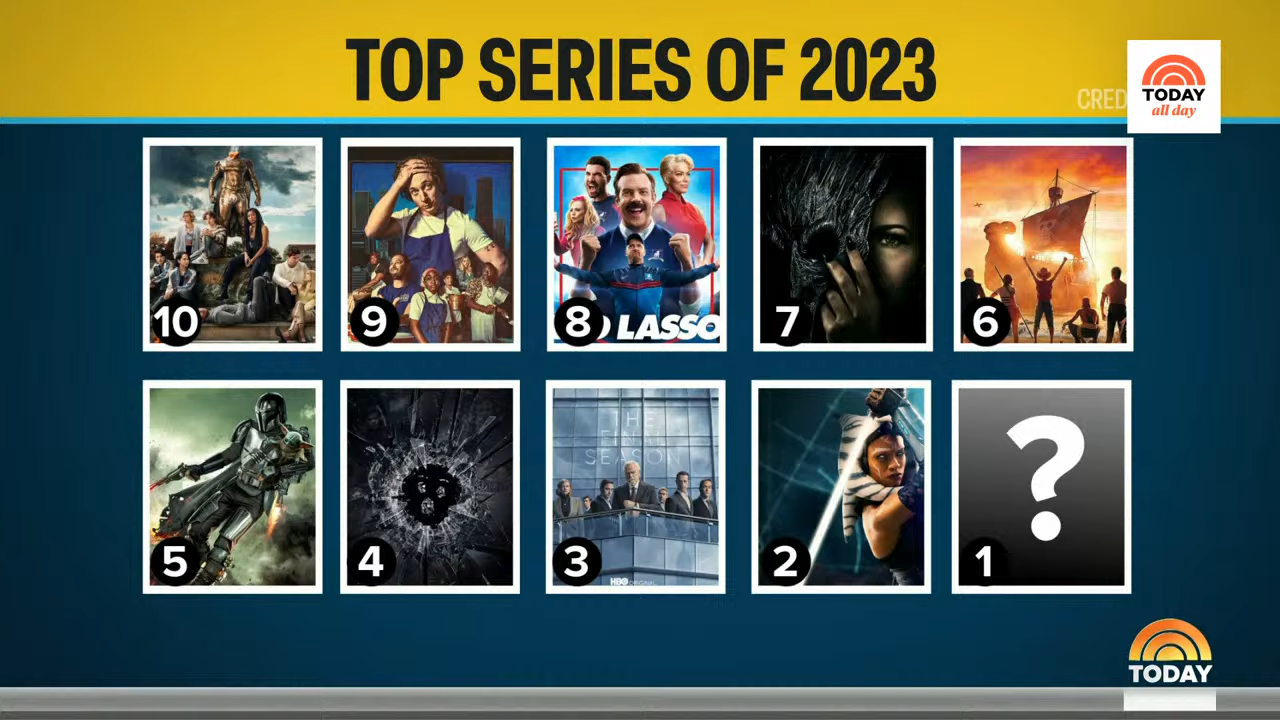 TOP SERIES OF 2023
CRED
TODAY
all day
10
9
8
LASSO
7
6
5
4
THE
FINAL
SEASON
HBO ORIGINAL
3
2
?
1
TODAY